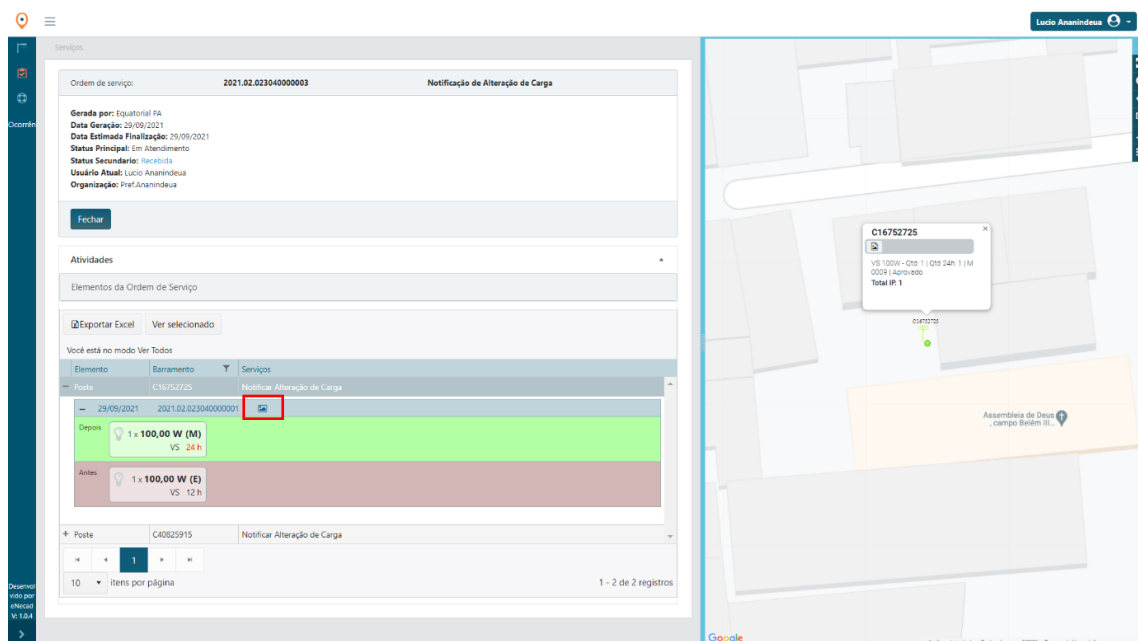 Lucio Ananindeua
Serviços
Ordem de serviço: 2021.02.023040000003 Notificação de Alteração de Carga
Gerada por: Equatorial PA
Data Geração: 29/09/2021
Data Estimada Finalização: 29/09/2021
Status Principal: Em Atendimento
Status Secundario: Recebida
Usuário Atual: Lucio Ananindeua
Organização: Pref.Ananindeua
Fechar
Atividades
Elementos da Ordem de Serviço
Exportar Excel Ver selecionado
Você está no modo Ver Todos
Elemento Barramento Serviços
− Poste C16752725 Notificar Alteração de Carga
− 29/09/2021 2021.02.023040000001
Depois
1 x 100,00 W (M)
VS 24 h
Antes
1 x 100,00 W (E)
VS 12 h
+ Poste C40825915 Notificar Alteração de Carga
1
10 itens por página 1 - 2 de 2 registros
Ocorrên
Desenvol
vido por
eNecad
V: 1.0.4
C16752725
VS 100W - Qtd: 1 | Qtd 24h: 1 | M
0009 | Aprovado
Total IP: 1
C16752725
Assembleia de Deus
, campo Belém III...
Google